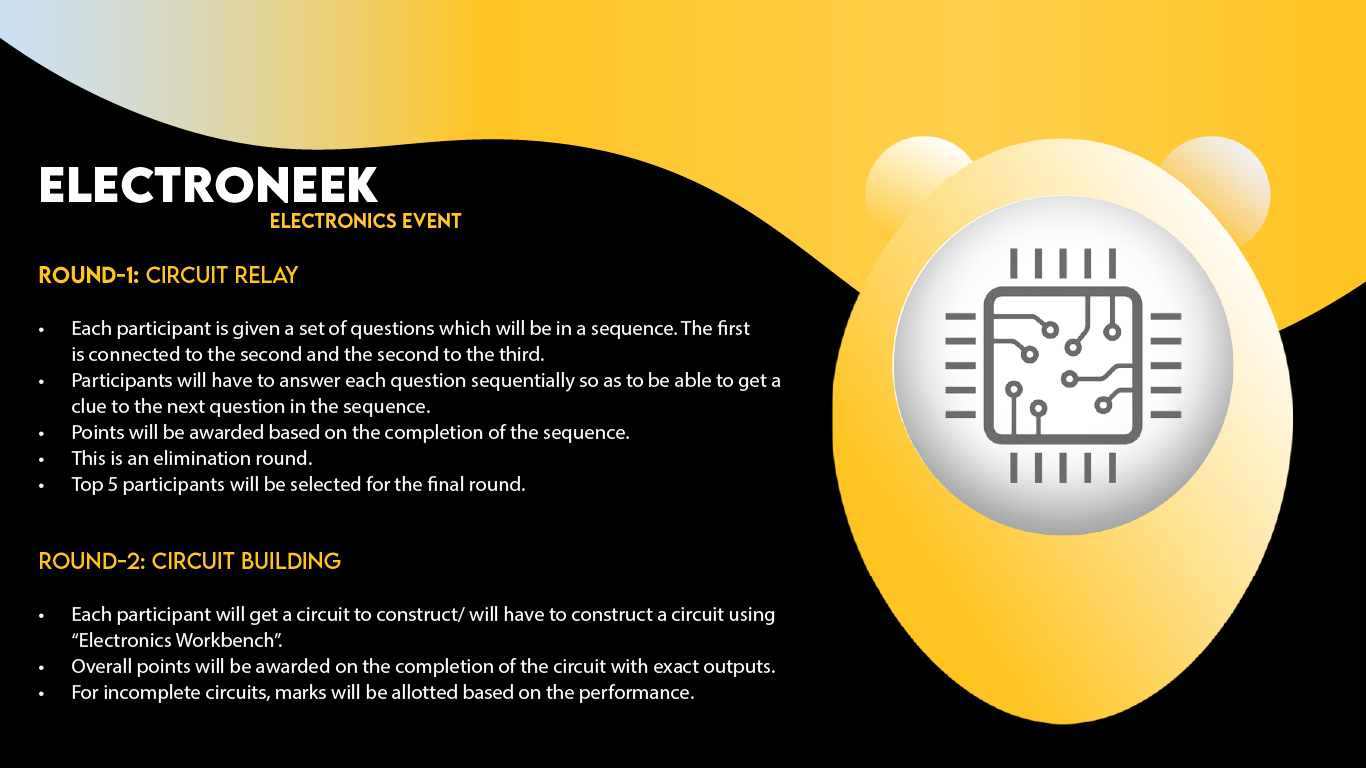 ELECTRONEEK
ELECTRONICS EVENT
ROUND-1: CIRCUIT RELAY
• Each participant is given a set of questions which will be in a sequence. The first
is connected to the second and the second to the third.
• Participants will have to answer each question sequentially so as to be able to get a
clue to the next question in the sequence.
• Points will be awarded based on the completion of the sequence.
• This is an elimination round.
• Top 5 participants will be selected for the final round.
ROUND-2: CIRCUIT BUILDING
• Each participant will get a circuit to construct/ will have to construct a circuit using
“Electronics Workbench”.
• Overall points will be awarded on the completion of the circuit with exact outputs.
• For incomplete circuits, marks will be allotted based on the performance.